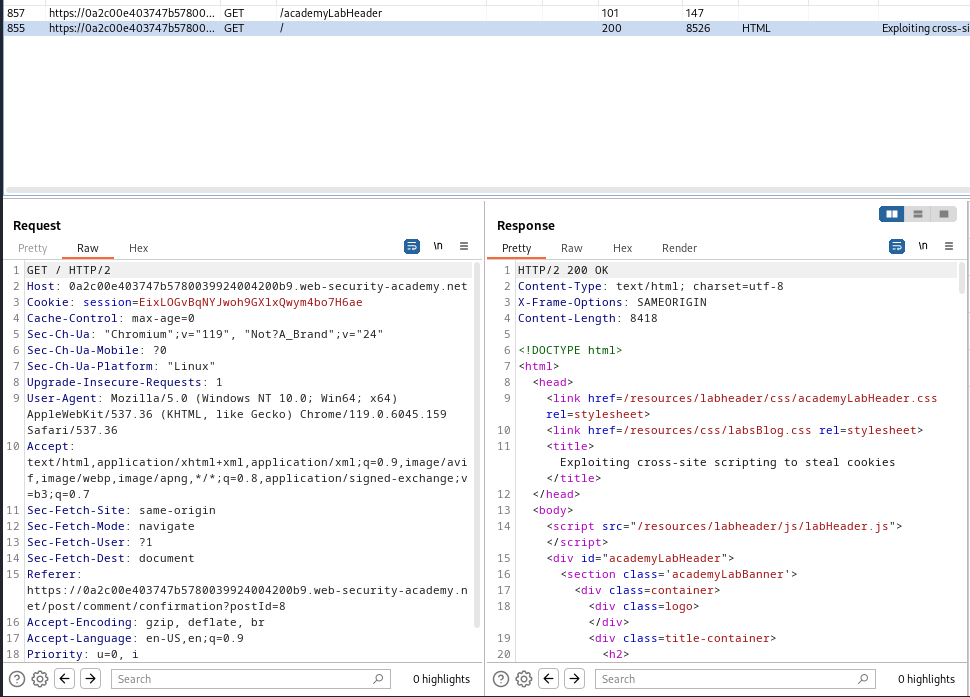 857 https://0a2c00e403747b57800... GET /academyLabHeader 101 147
855 https://0a2c00e403747b57800... GET / 200 8526 HTML Exploiting cross-si
Request
Pretty Raw Hex \n
1 GET / HTTP/2
2 Host: 0a2c00e403747b5780039924004200b9.web-security-academy.net
3 Cookie: session=EixLOGvBqNYJwoh9GX1xQwym4bo7H6ae
4 Cache-Control: max-age=0
5 Sec-Ch-Ua: "Chromium";v="119", "Not?A_Brand";v="24"
6 Sec-Ch-Ua-Mobile: ?0
7 Sec-Ch-Ua-Platform: "Linux"
8 Upgrade-Insecure-Requests: 1
9 User-Agent: Mozilla/5.0 (Windows NT 10.0; Win64; x64)
AppleWebKit/537.36 (KHTML, like Gecko) Chrome/119.0.6045.159
Safari/537.36
10 Accept:
text/html,application/xhtml+xml,application/xml;q=0.9,image/avi
f,image/webp,image/apng,*/*;q=0.8,application/signed-exchange;v
=b3;q=0.7
11 Sec-Fetch-Site: same-origin
12 Sec-Fetch-Mode: navigate
13 Sec-Fetch-User: ?1
14 Sec-Fetch-Dest: document
15 Referer:
https://0a2c00e403747b5780039924004200b9.web-security-academy.n
et/post/comment/confirmation?postId=8
16 Accept-Encoding: gzip, deflate, br
17 Accept-Language: en-US,en;q=0.9
18 Priority: u=0, i
Search 0 highlights
Response
Pretty Raw Hex Render \n
1 HTTP/2 200 OK
2 Content-Type: text/html; charset=utf-8
3 X-Frame-Options: SAMEORIGIN
4 Content-Length: 8418
5
6 <!DOCTYPE html>
7 <html>
8 <head>
9 <link href=/resources/labheader/css/academyLabHeader.css
rel=stylesheet>
10 <link href=/resources/css/labsBlog.css rel=stylesheet>
11 <title>
Exploiting cross-site scripting to steal cookies
</title>
12 </head>
13 <body>
14 <script src="/resources/labheader/js/labHeader.js">
</script>
15 <div id="academyLabHeader">
16 <section class='academyLabBanner'>
17 <div class=container>
18 <div class=logo>
</div>
19 <div class=title-container>
20 <h2>
Search 0 highlights